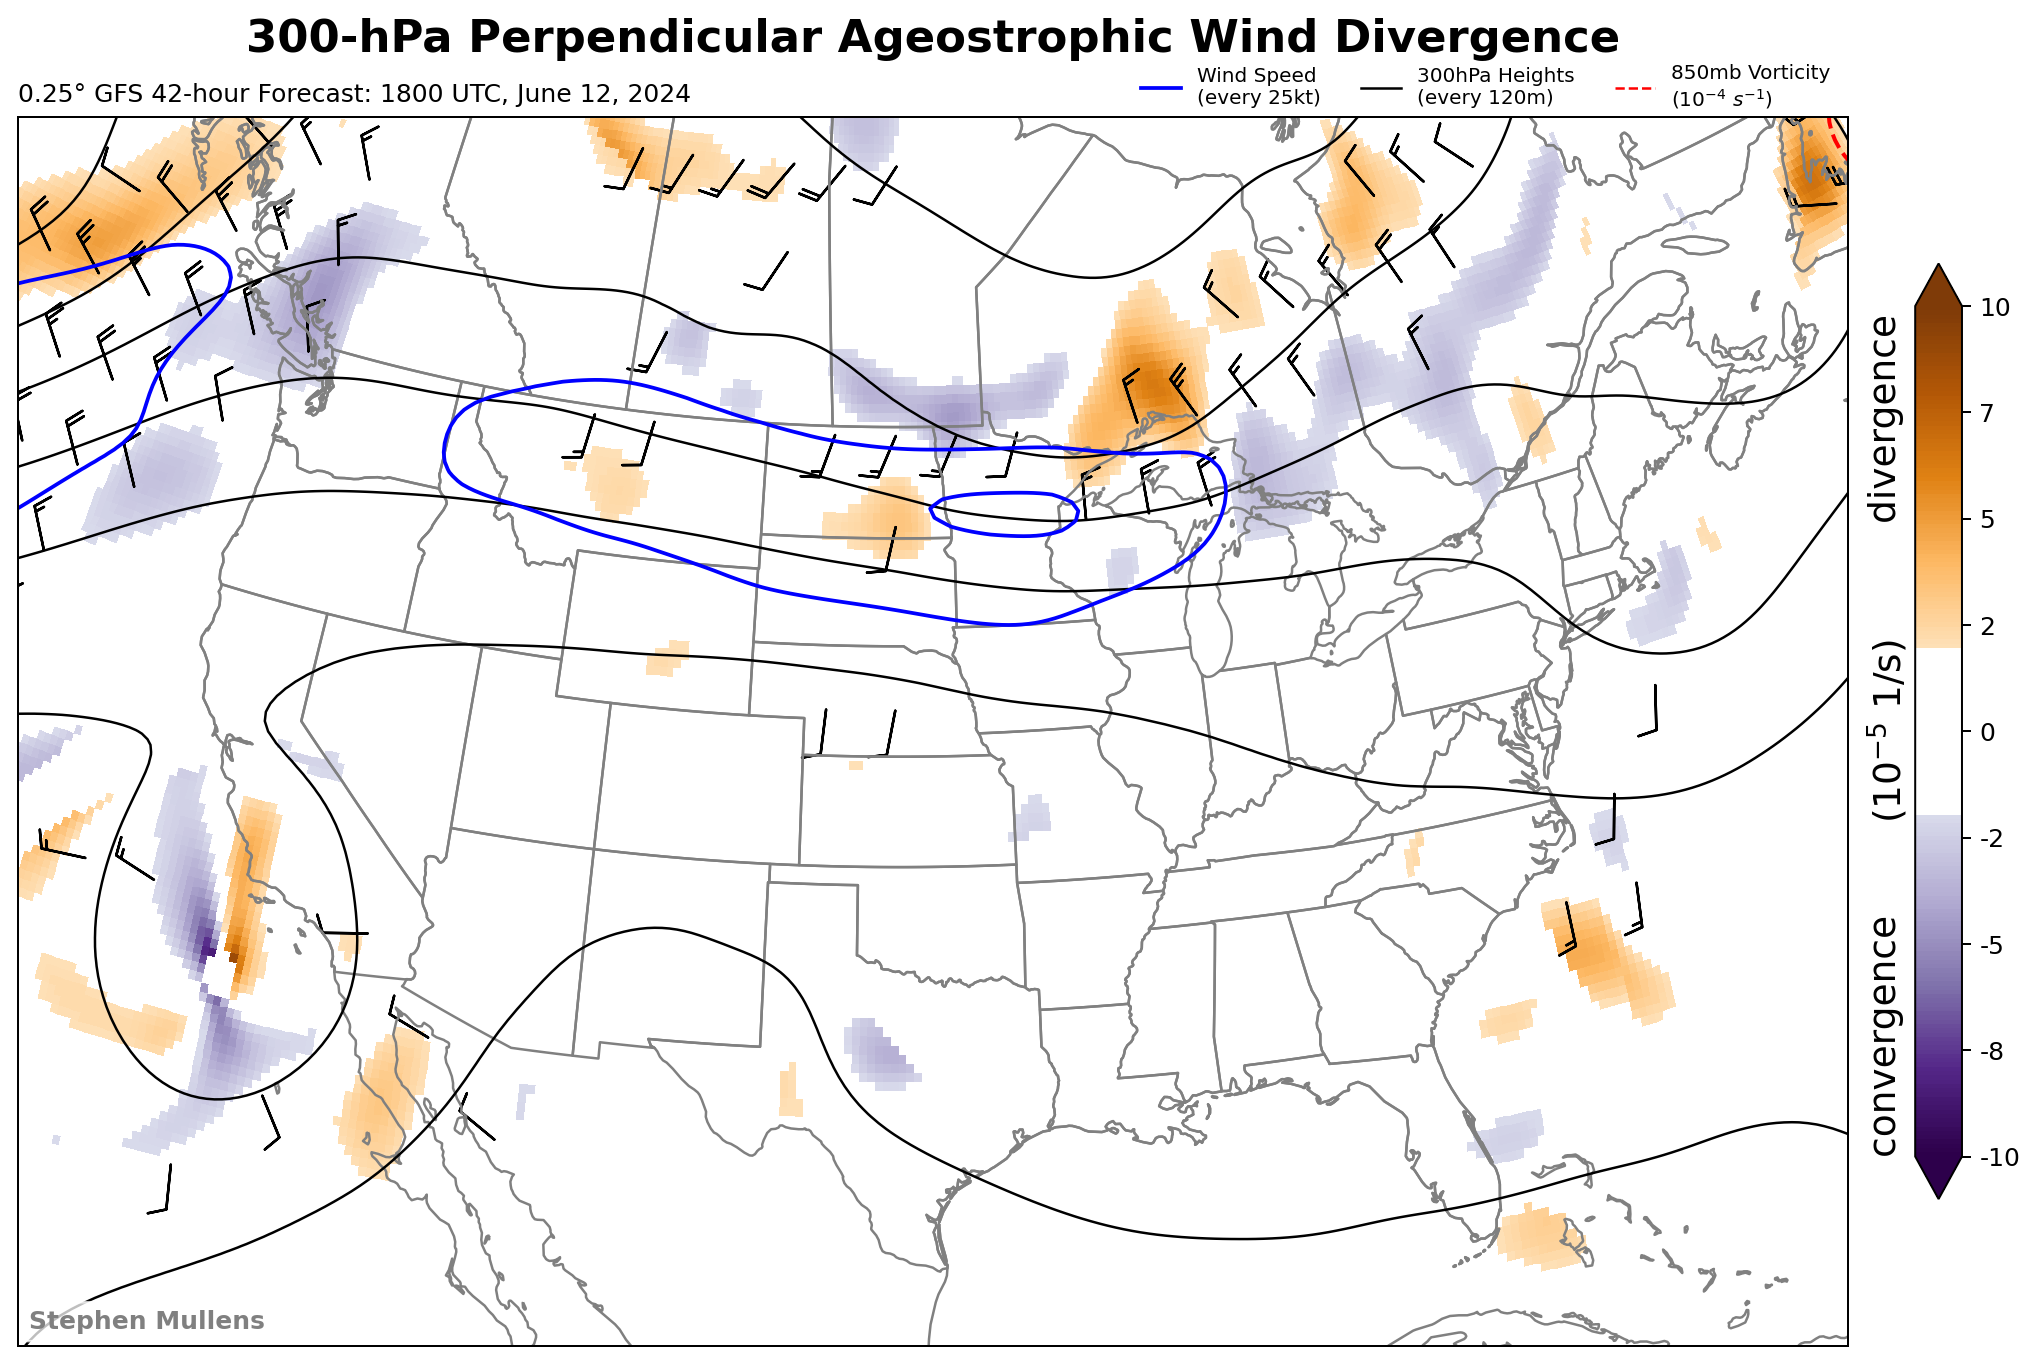 300-hPa Perpendicular Ageostrophic Wind Divergence
0.25° GFS 42-hour Forecast: 1800 UTC, June 12, 2024
Wind Speed
(every 25kt)
300hPa Heights
(every 120m)
850mb Vorticity
(10⁻⁴ s⁻¹)
10
7
5
2
0
-2
-5
-8
-10
convergence (10⁻⁵ 1/s) divergence
Stephen Mullens